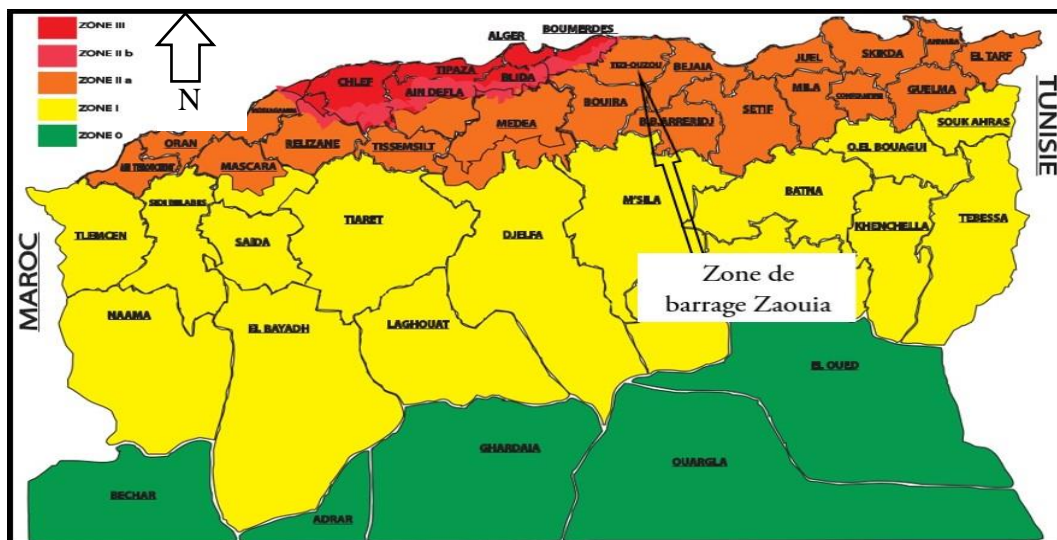 ZONE III
ZONE II b
ZONE II a
ZONE I
ZONE 0
N
ALGER
BOUMERDES
TIPAZA
BLIDA
CHLEF
AIN DEFLA
TIZI-OUZOU
BEJAIA
JIJEL
SKIKDA
ANNABA
EL TARF
MILA
CONSTANTINE
GUELMA
SETIF
BOUIRA
B.B.ARRERIDJ
MEDEA
SOUK AHRAS
ORAN
RELIZANE
TISSEMSILT
O.EL BOUAGUI
AIN TEMOUCHENT
MASCARA
TUNISIE
SIDI BELABES
TIARET
M'SILA
BATNA
KHENCHELLA
TEBESSA
TLEMCEN
SAÏDA
DJELFA
MAROC
Zone de
barrage Zaouia
NAAMA
EL BAYADH
LAGHOUAT
EL OUED
GHARDAIA
OUARGLA
BECHAR
ADRAR